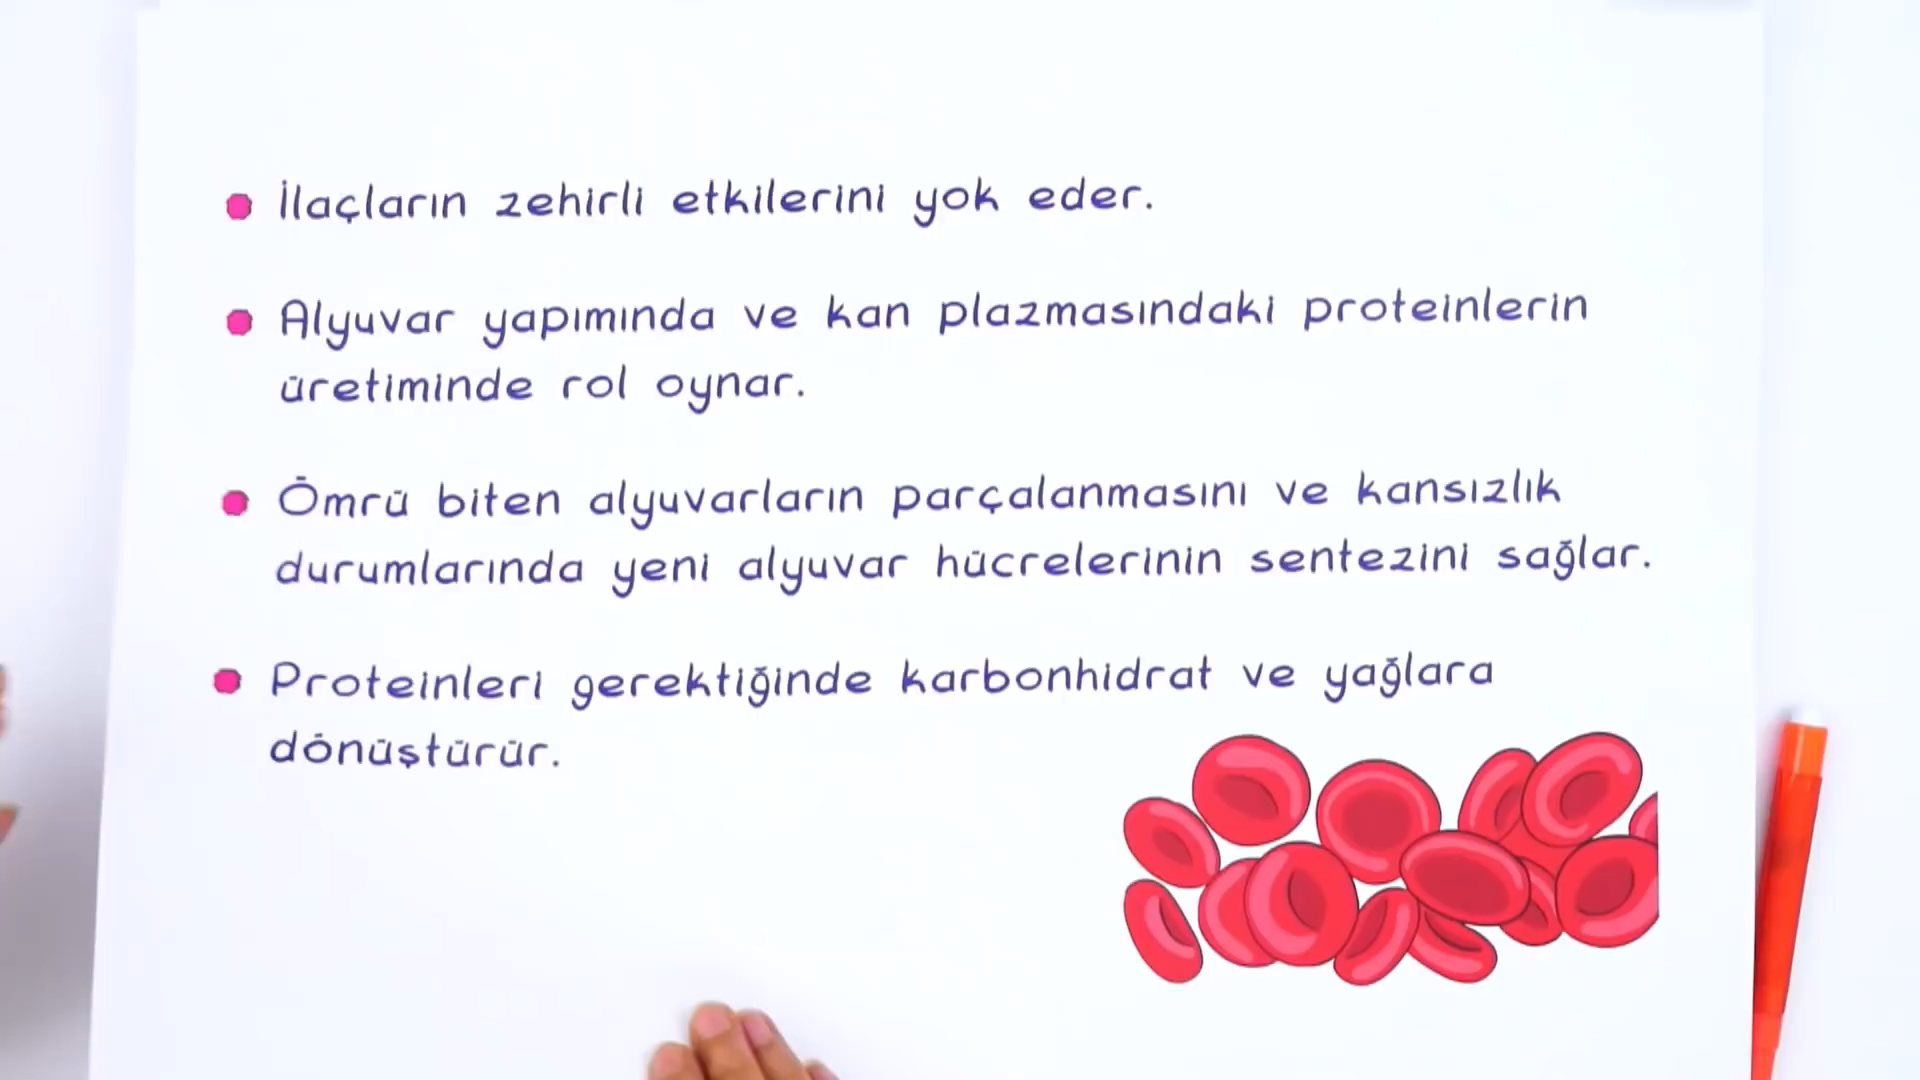 İlaçların zehirli etkilerini yok eder.
Alyuvar yapımında ve kan plazmasındaki proteinlerin
üretiminde rol oynar.
Ömrü biten alyuvarların parçalanmasını ve kansızlık
durumlarında yeni alyuvar hücrelerinin sentezini sağlar.
Proteinleri gerektiğinde karbonhidrat ve yağlara
dönüştürür.